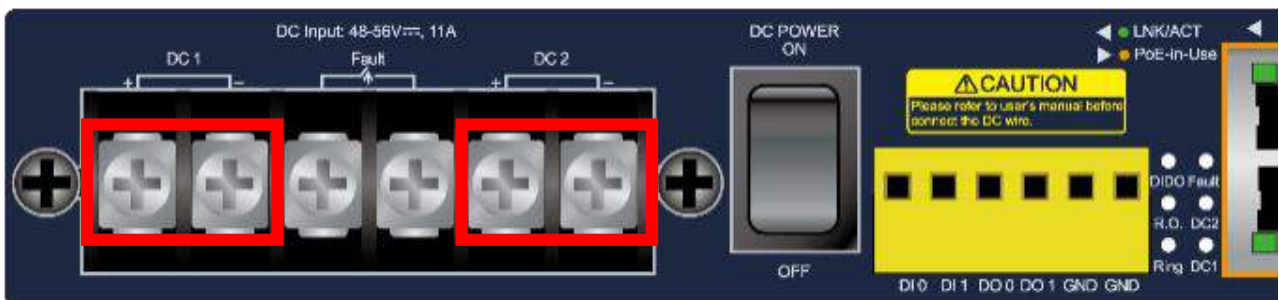 DC Input: 48-56V⎓, 11A
DC 1
Fault
DC 2
+ −
+ −
DC POWER
ON
OFF
LNK/ACT
PoE-in-Use
CAUTION
Please refer to user's manual before
connect the DC wire.
DIDO Fault
R.O. DC2
Ring DC1
DI 0 DI 1 DO 0 DO 1 GND GND